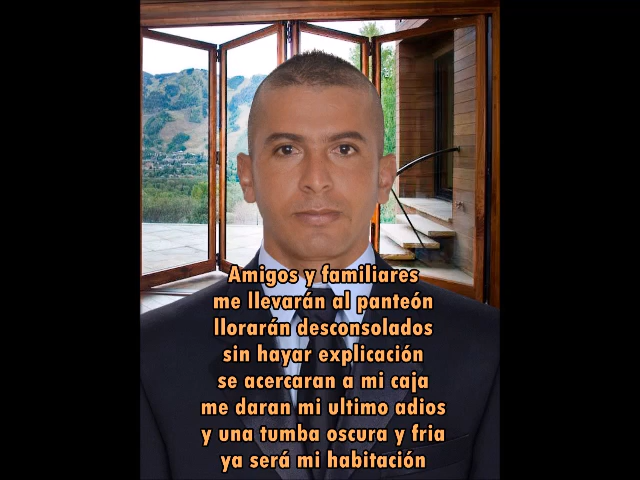 Amigos y familiares
me llevarán al panteón
llorarán desconsolados
sin hayar explicación
se acercaran a mi caja
me daran mi ultimo adios
y una tumba oscura y fria
ya será mi habitación